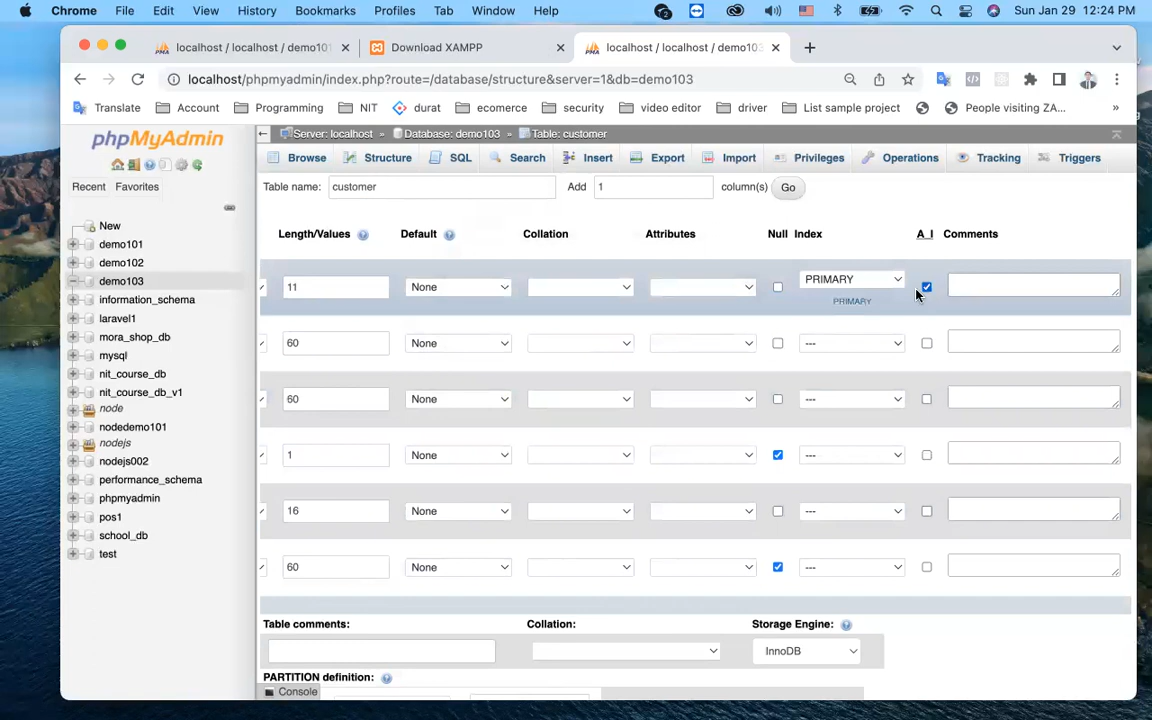 Chrome File Edit View History Bookmarks Profiles Tab Window Help Sun Jan 29 12:24 PM
localhost / localhost / demo101 Download XAMPP localhost / localhost / demo103
localhost/phpmyadmin/index.php?route=/database/structure&server=1&db=demo103
Translate Account Programming NIT durat ecomerce security video editor driver List sample project People visiting ZA... »
phpMyAdmin
Recent Favorites
New
demo101
demo102
demo103
information_schema
laravel1
mora_shop_db
mysql
nit_course_db
nit_course_db_v1
node
nodedemo101
nodejs
nodejs002
performance_schema
phpmyadmin
pos1
school_db
test
Server: localhost » Database: demo103 » Table: customer
Browse Structure SQL Search Insert Export Import Privileges Operations Tracking Triggers
Table name: customer Add 1 column(s) Go
Length/Values Default Collation Attributes Null Index A_I Comments
11 None PRIMARY
PRIMARY
60 None ---
60 None ---
1 None ---
16 None ---
60 None ---
Table comments: Collation: Storage Engine:
InnoDB
PARTITION definition:
Console